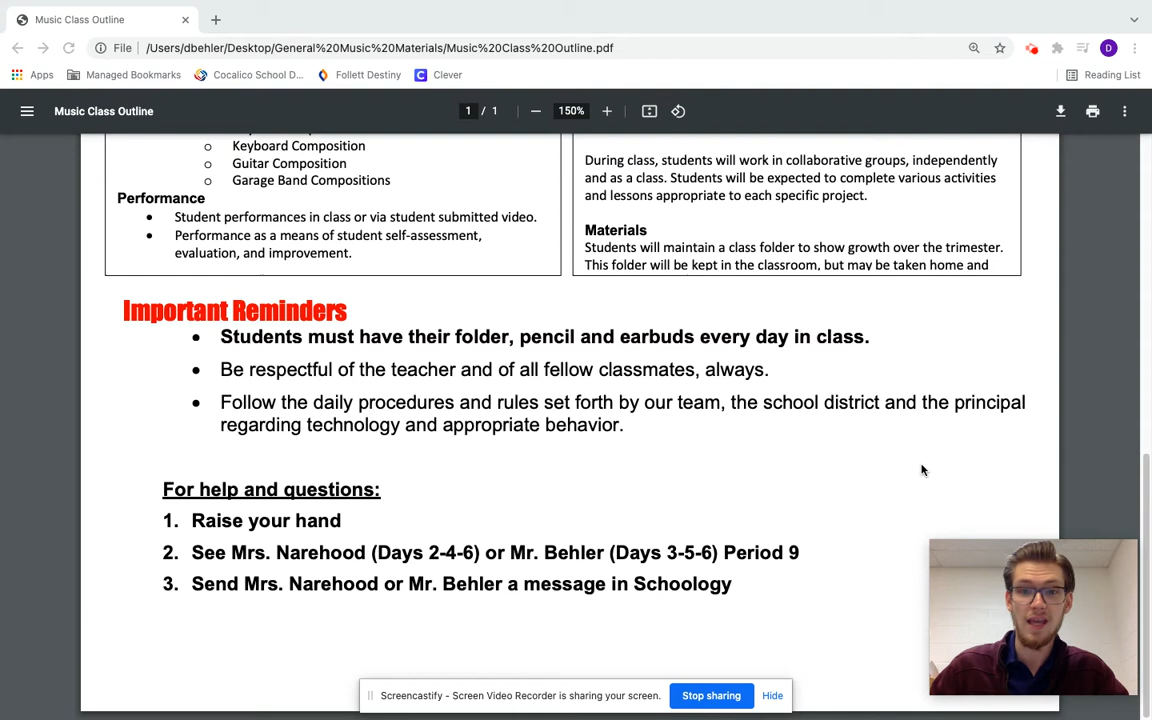 Music Class Outline
File
/Users/dbehler/Desktop/General%20Music%20Materials/Music%20Class%20Outline.pdf
D
Apps
Managed Bookmarks
Cocalico School D...
Follett Destiny
C
Clever
Reading List
Music Class Outline
1 / 1
150%
Keyboard Composition
Guitar Composition
Garage Band Compositions
Performance
Student performances in class or via student submitted video.
Performance as a means of student self-assessment,
evaluation, and improvement.
During class, students will work in collaborative groups, independently
and as a class. Students will be expected to complete various activities
and lessons appropriate to each specific project.
Materials
Students will maintain a class folder to show growth over the trimester.
This folder will be kept in the classroom, but may be taken home and
Important Reminders
Students must have their folder, pencil and earbuds every day in class.
Be respectful of the teacher and of all fellow classmates, always.
Follow the daily procedures and rules set forth by our team, the school district and the principal
regarding technology and appropriate behavior.
For help and questions:
1. Raise your hand
2. See Mrs. Narehood (Days 2-4-6) or Mr. Behler (Days 3-5-6) Period 9
3. Send Mrs. Narehood or Mr. Behler a message in Schoology
Screencastify - Screen Video Recorder is sharing your screen.
Stop sharing
Hide